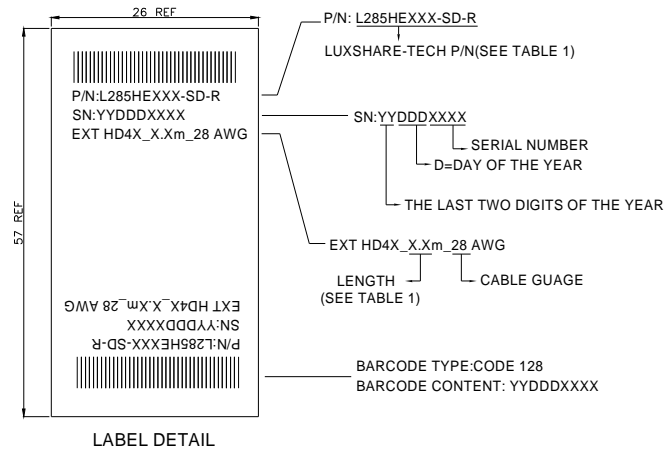 26 REF
57 REF
P/N:L285HEXXX-SD-R
SN:YYDDDXXXX
EXT HD4X_X.Xm_28 AWG
EXT HD4X_X.Xm_28 AWG
SN:YYDDDXXXX
P/N:L285HEXXX-SD-R
LABEL DETAIL
P/N: L285HEXXX-SD-R
LUXSHARE-TECH P/N(SEE TABLE 1)
SN:YYDDDXXXX
SERIAL NUMBER
D=DAY OF THE YEAR
THE LAST TWO DIGITS OF THE YEAR
EXT HD4X_X.Xm_28 AWG
LENGTH
(SEE TABLE 1)
CABLE GUAGE
BARCODE TYPE:CODE 128
BARCODE CONTENT: YYDDDXXXX